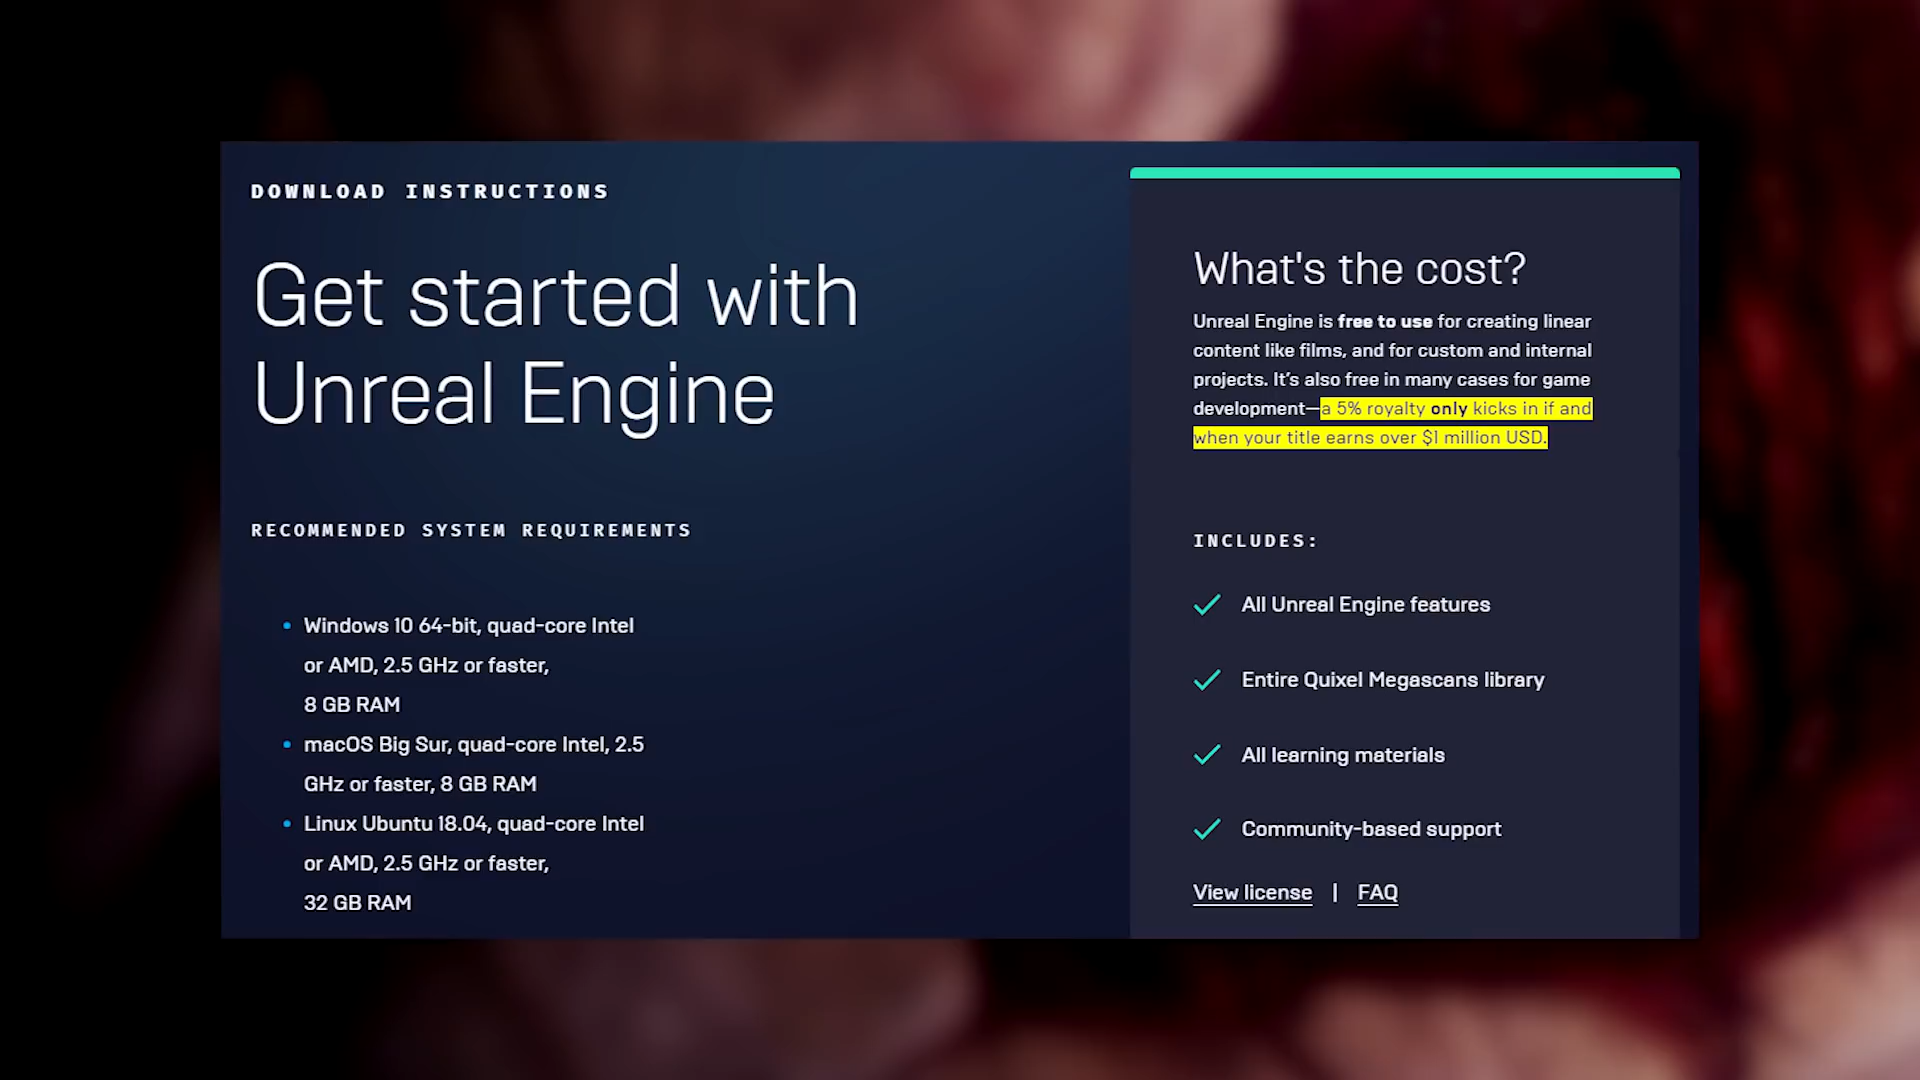 DOWNLOAD INSTRUCTIONS
Get started with
Unreal Engine
RECOMMENDED SYSTEM REQUIREMENTS
Windows 10 64-bit, quad-core Intel
or AMD, 2.5 GHz or faster,
8 GB RAM
macOS Big Sur, quad-core Intel, 2.5
GHz or faster, 8 GB RAM
Linux Ubuntu 18.04, quad-core Intel
or AMD, 2.5 GHz or faster,
32 GB RAM
What's the cost?
Unreal Engine is free to use for creating linear
content like films, and for custom and internal
projects. It’s also free in many cases for game
development—a 5% royalty only kicks in if and
when your title earns over $1 million USD.
INCLUDES:
All Unreal Engine features
Entire Quixel Megascans library
All learning materials
Community-based support
View license | FAQ